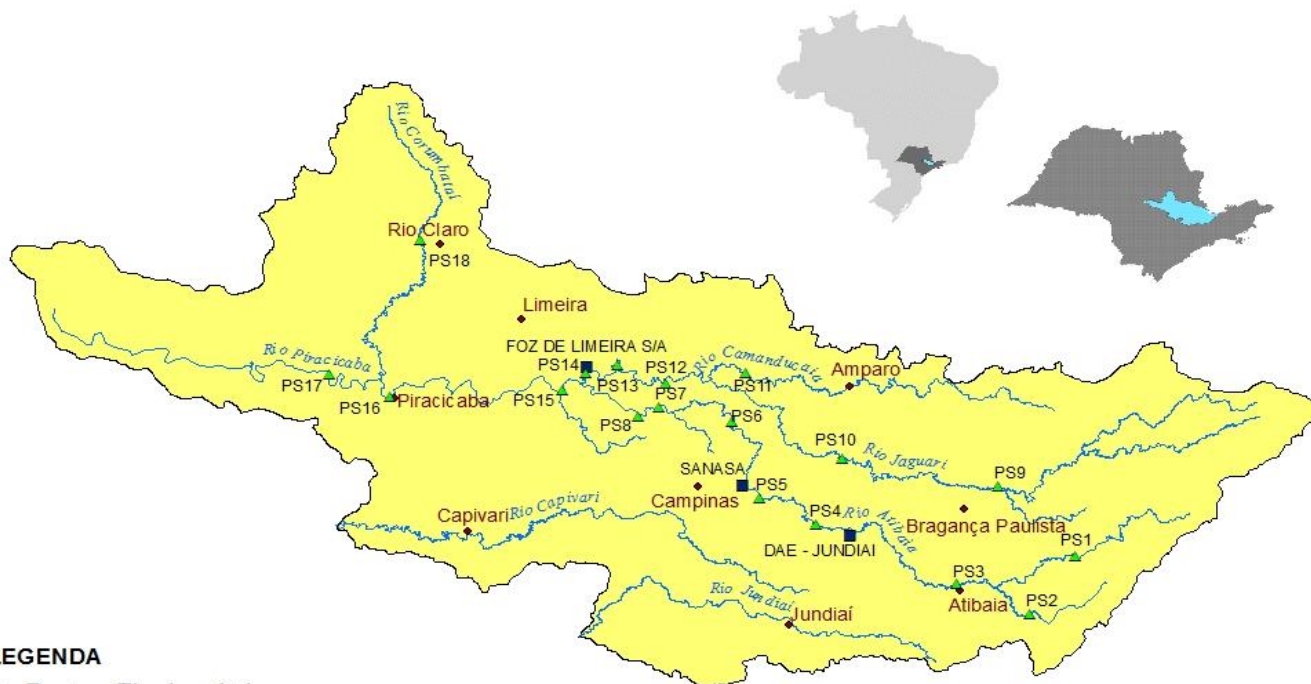 Rio Corumbataí
Rio Claro
PS18
Limeira
FOZ DE LIMEIRA S/A
Rio Piracicaba
PS17
PS16
Piracicaba
PS15
PS14
PS13
PS12
Rio Camanducaia
PS11
Amparo
PS7
PS8
PS6
PS10
Rio Jaguari
PS9
SANASA
Campinas
PS5
PS4
Rio Atibaia
DAE - JUNDIAI
Bragança Paulista
PS1
PS3
Atibaia
PS2
Capivari
Rio Capivari
Rio Jundiaí
Jundiaí
LEGENDA